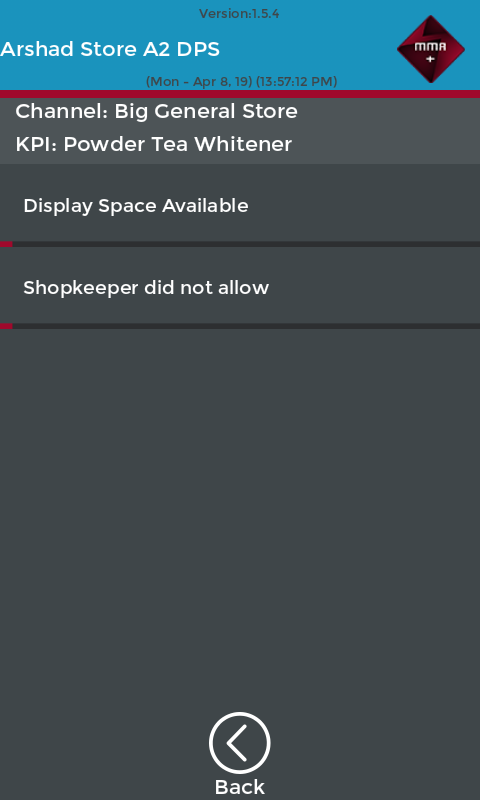 Version:1.5.4
Arshad Store A2 DPS
MMA
+
(Mon - Apr 8, 19) (13:57:12 PM)
Channel: Big General Store
KPI: Powder Tea Whitener
Display Space Available
Shopkeeper did not allow
Back